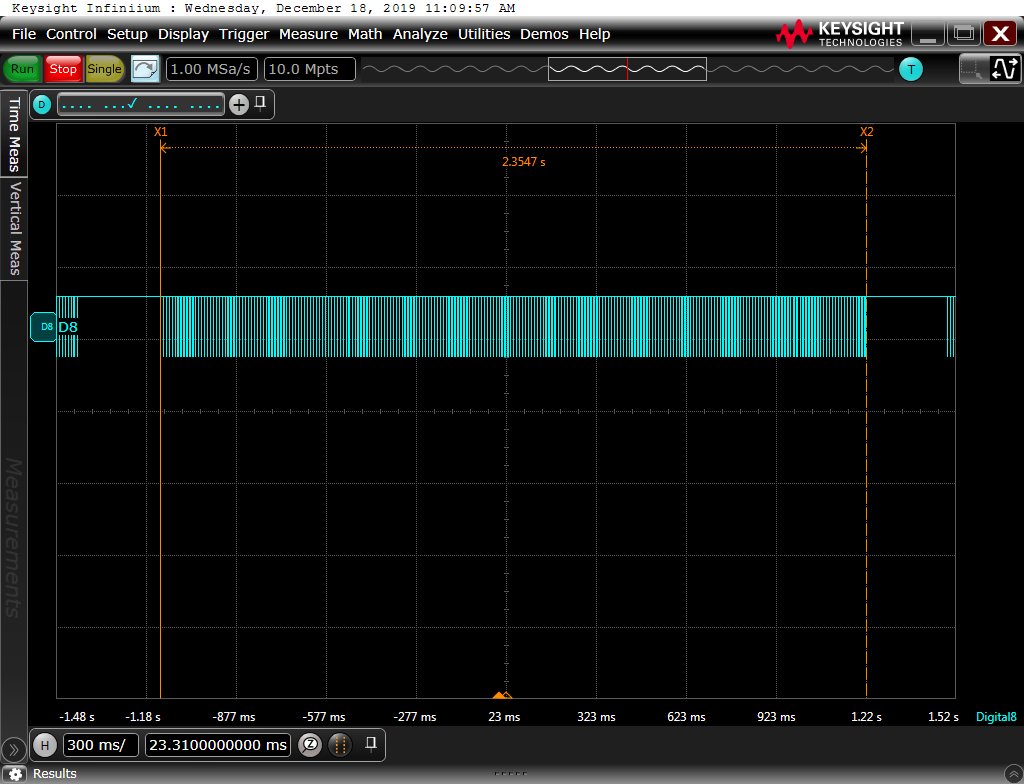 Keysight Infiniium : Wednesday, December 18, 2019 11:09:57 AM
File Control Setup Display Trigger Measure Math Analyze Utilities Demos Help
KEYSIGHT
TECHNOLOGIES
Run Stop Single 1.00 MSa/s 10.0 Mpts T
D
Time Meas
Vertical Meas
Measurements
X1 X2
2.3547 s
D8 D8
-1.48 s -1.18 s -877 ms -577 ms -277 ms 23 ms 323 ms 623 ms 923 ms 1.22 s 1.52 s Digital8
H 300 ms/ 23.3100000000 ms Z
Results